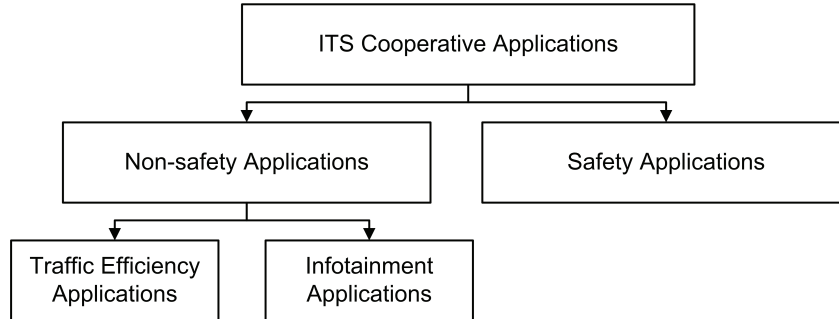 ITS Cooperative Applications
Non-safety Applications
Safety Applications
Traffic Efficiency
Applications
Infotainment
Applications